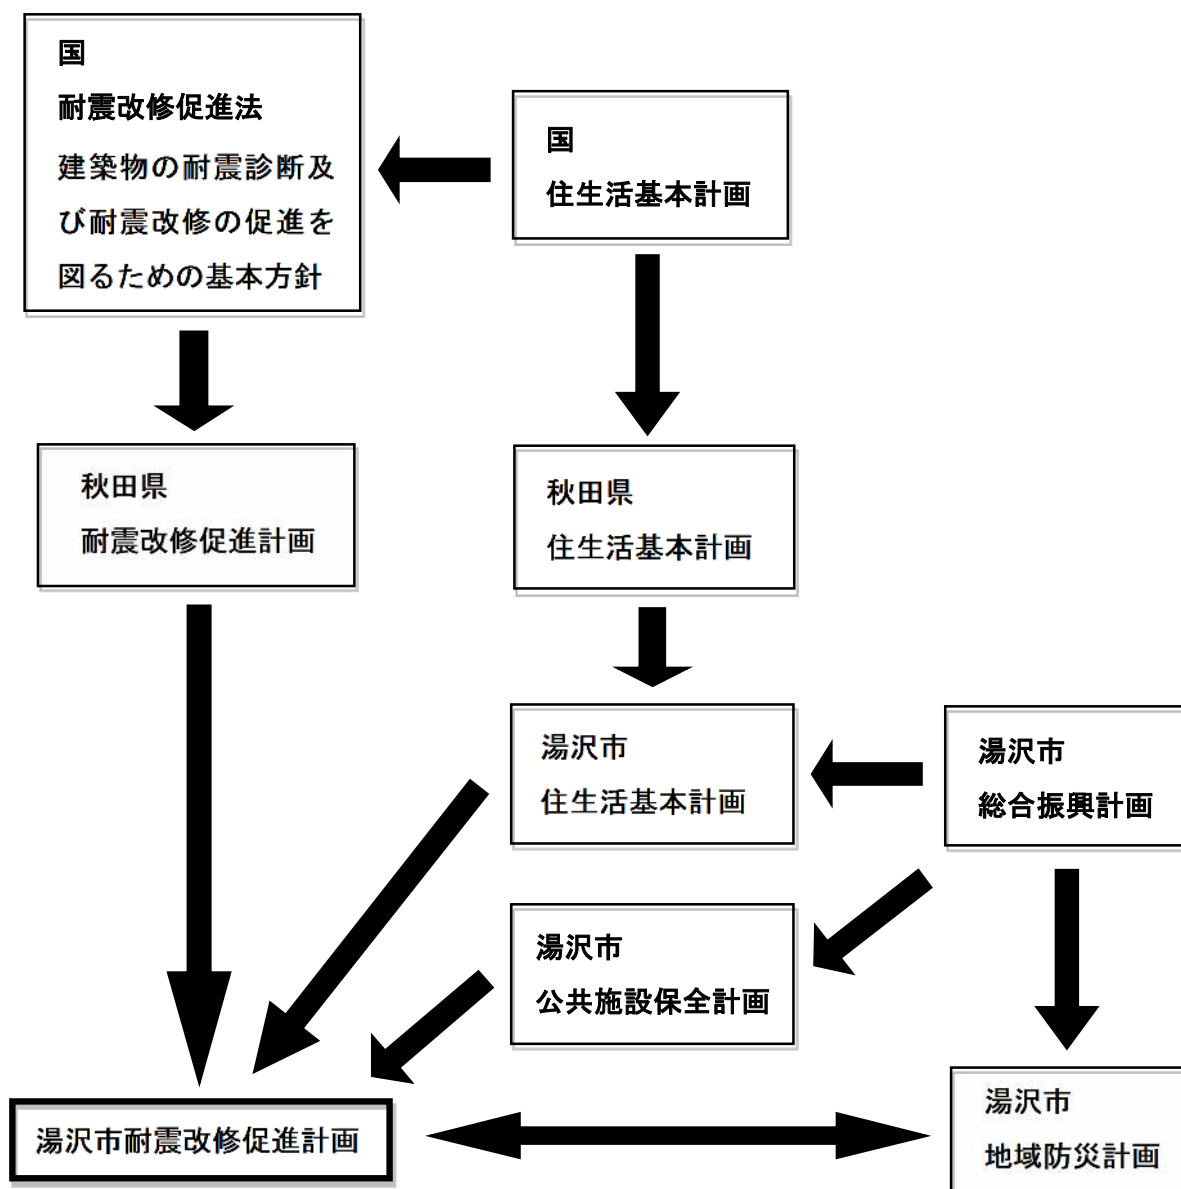 国
耐震改修促進法
建築物の耐震診断及
び耐震改修の促進を
図るための基本方針
国
住生活基本計画
秋田県
耐震改修促進計画
秋田県
住生活基本計画
湯沢市
住生活基本計画
湯沢市
総合振興計画
湯沢市
公共施設保全計画
湯沢市耐震改修促進計画
湯沢市
地域防災計画